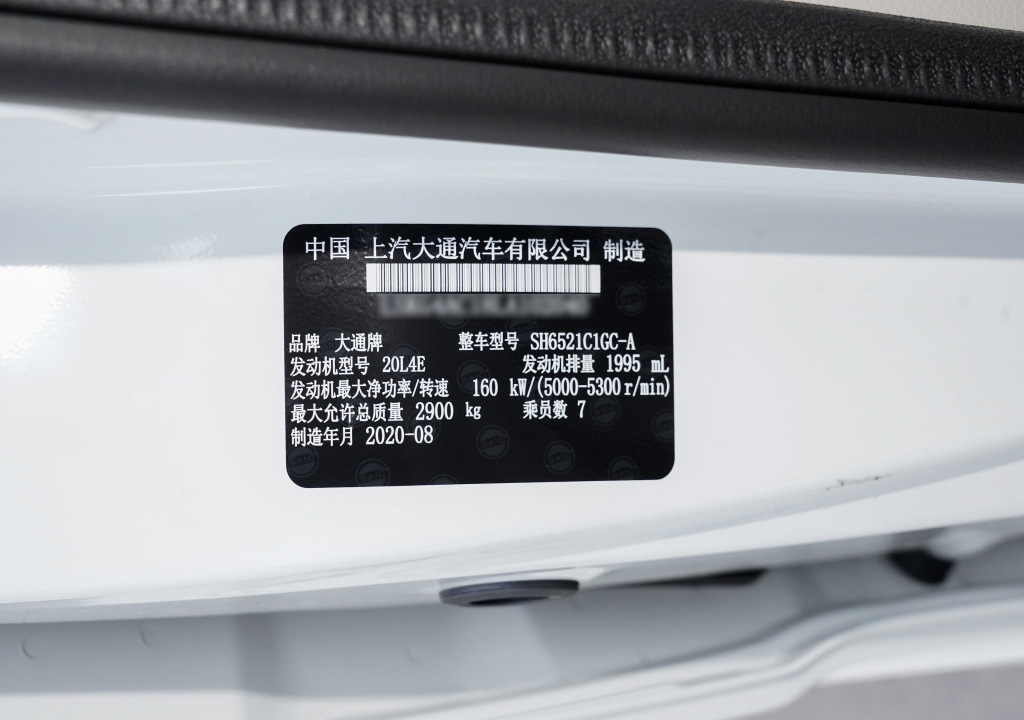 中国 上汽大通汽车有限公司 制造
品牌 大通牌 整车型号 SH6521C1GC-A
发动机型号 20L4E 发动机排量 1995 mL
发动机最大净功率/转速 160 kW/(5000-5300r/min)
最大允许总质量 2900 kg 乘员数 7
制造年月 2020-08